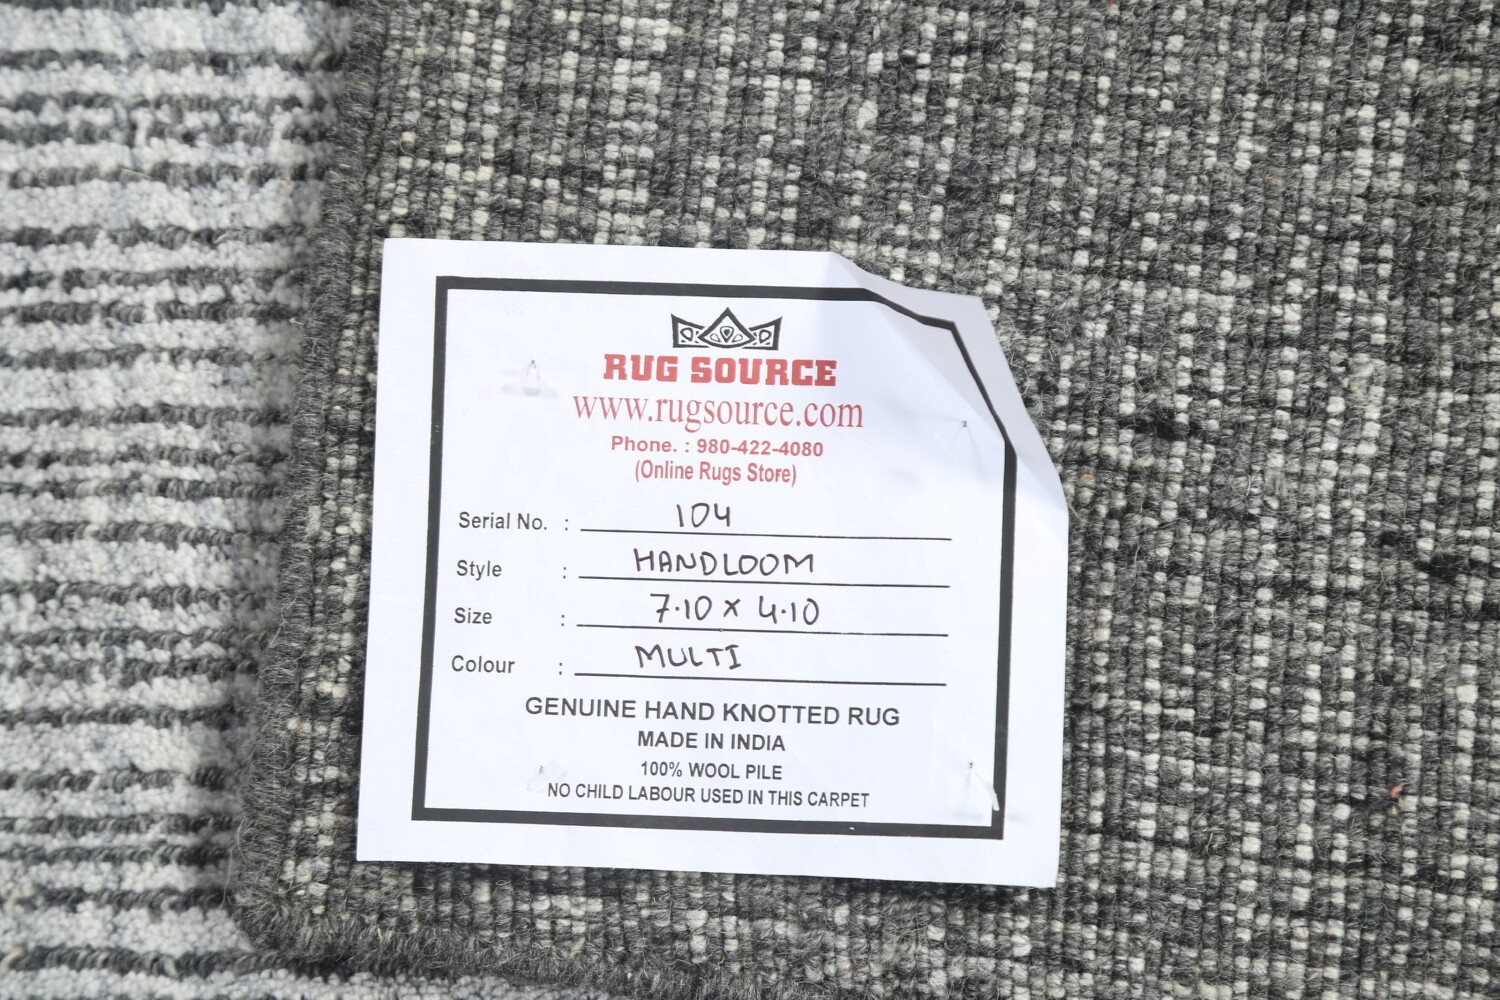 RUG SOURCE
www.rugsource.com
Phone. : 980-422-4080
(Online Rugs Store)
Serial No. : 104
Style : HANDLOOM
Size : 7.10 x 4.10
Colour : MULTI
GENUINE HAND KNOTTED RUG
MADE IN INDIA
100% WOOL PILE
NO CHILD LABOUR USED IN THIS CARPET